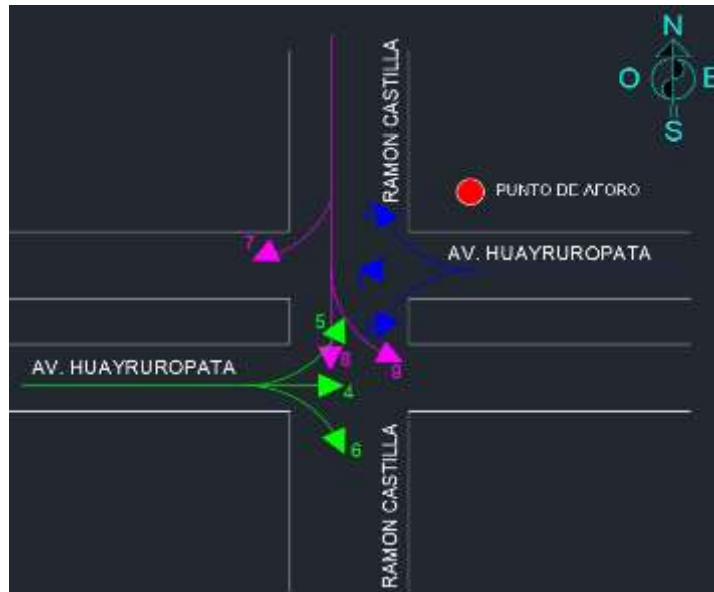 N
O
E
S
RAMON CASTILLA
PUNTO DE AFORO
7
AV. HUAYRUROPATA
5
8
9
AV. HUAYRUROPATA
4
6
RAMON CASTILLA